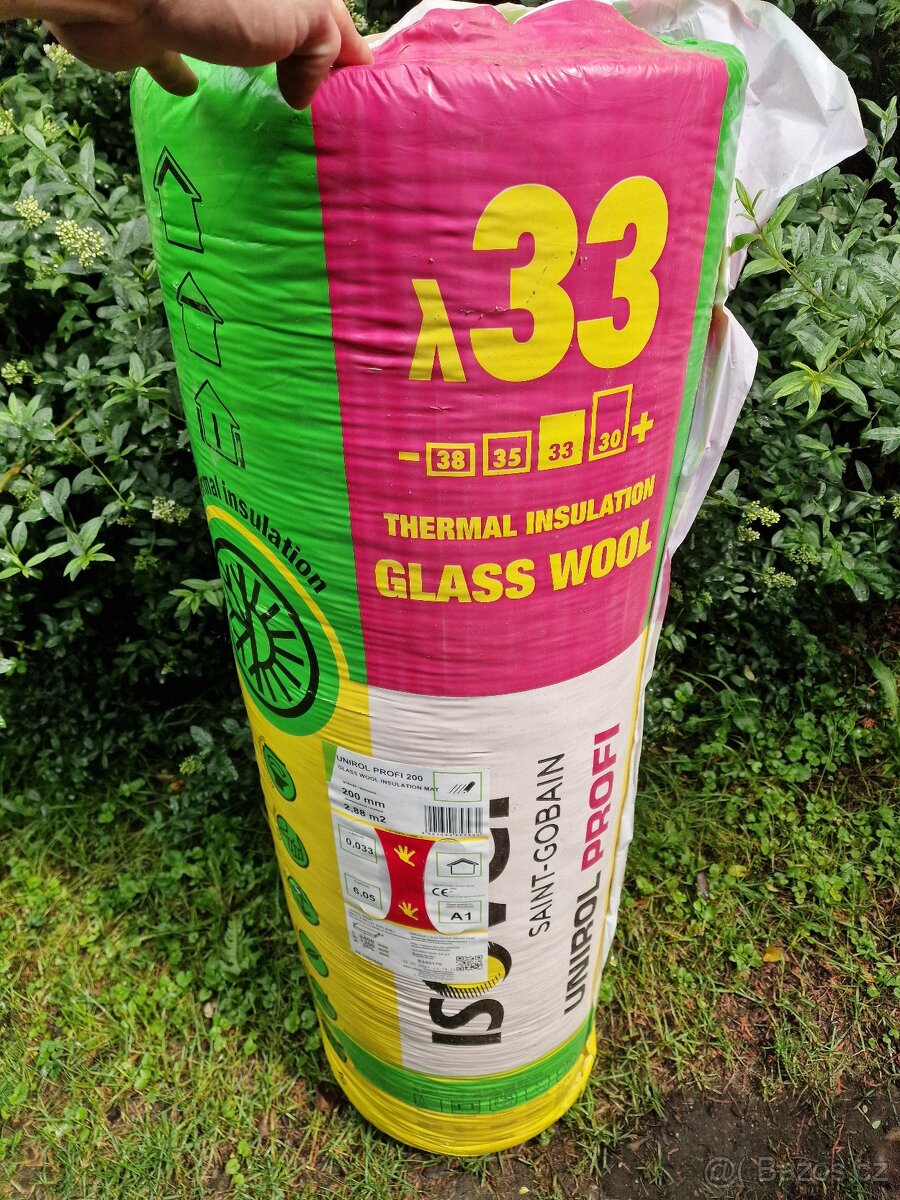 λ33
- 38 35 33 30 +
THERMAL INSULATION
GLASS WOOL
mal insulation
UNIROL PROFI 200
GLASS WOOL INSULATION MAT
200 mm
2.88 m2
0,033
6,05
CE
A1
ISOVER
SAINT-GOBAIN
UNIROL PROFI
@ Bazos.cz